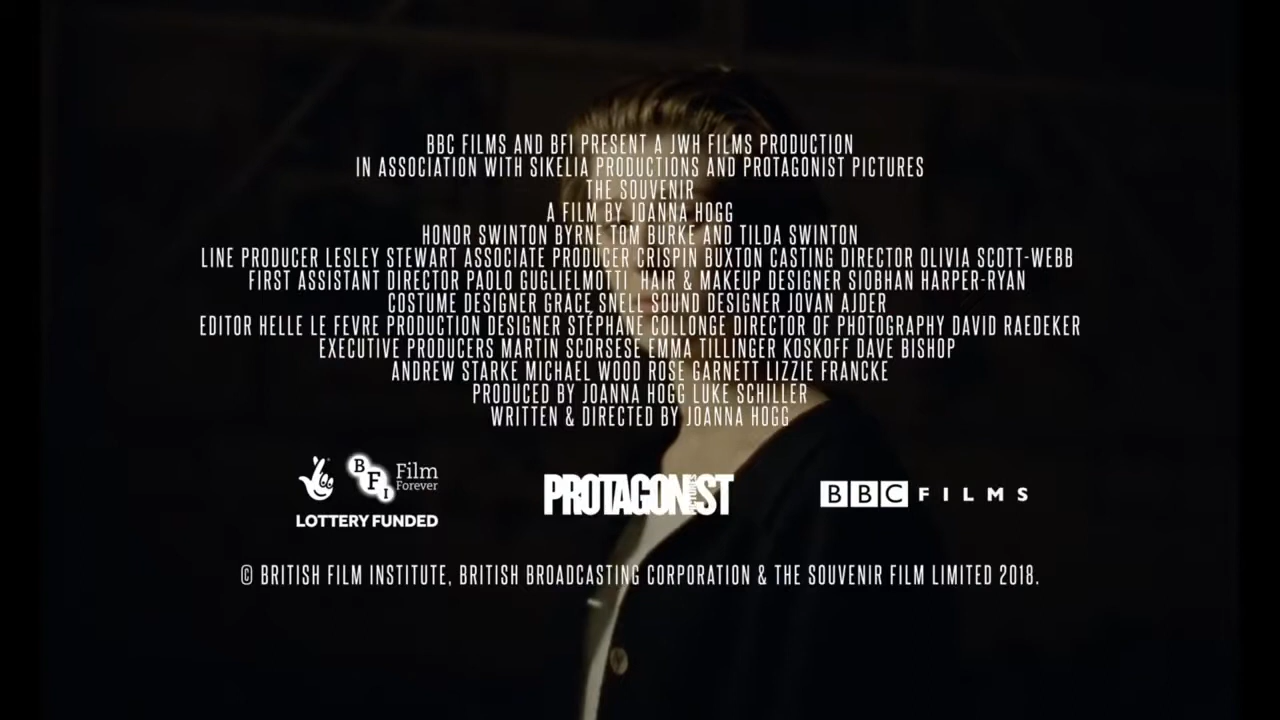 BBC FILMS AND BFI PRESENT A JWH FILMS PRODUCTION
IN ASSOCIATION WITH SIKELIA PRODUCTIONS AND PROTAGONIST PICTURES
THE SOUVENIR
A FILM BY JOANNA HOGG
HONOR SWINTON BYRNE TOM BURKE AND TILDA SWINTON
LINE PRODUCER LESLEY STEWART ASSOCIATE PRODUCER CRISPIN BUXTON CASTING DIRECTOR OLIVIA SCOTT-WEBB
FIRST ASSISTANT DIRECTOR PAOLO GUGLIELMOTTI HAIR & MAKEUP DESIGNER SIOBHAN HARPER-RYAN
COSTUME DESIGNER GRACE SNELL SOUND DESIGNER JOVAN AJDER
EDITOR HELLE LE FEVRE PRODUCTION DESIGNER STÉPHANE COLLONGE DIRECTOR OF PHOTOGRAPHY DAVID RAEDEKER
EXECUTIVE PRODUCERS MARTIN SCORSESE EMMA TILLINGER KOSKOFF DAVE BISHOP
ANDREW STARKE MICHAEL WOOD ROSE GARNETT LIZZIE FRANCKE
PRODUCED BY JOANNA HOGG LUKE SCHILLER
WRITTEN & DIRECTED BY JOANNA HOGG
BFI Film Forever
LOTTERY FUNDED
PROTAGONIST PICTURES
BBC FILMS
© BRITISH FILM INSTITUTE, BRITISH BROADCASTING CORPORATION & THE SOUVENIR FILM LIMITED 2018.